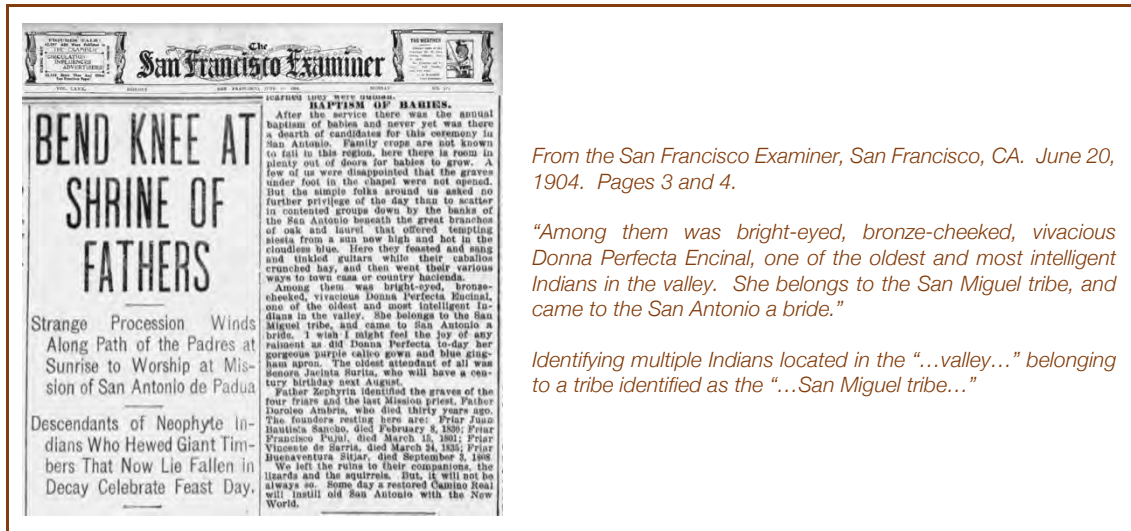 The
San Francisco Examiner
THE WEATHER
BEND KNEE AT
SHRINE OF
FATHERS
Strange Procession Winds
Along Path of the Padres at
Sunrise to Worship at Mis-
sion of San Antonio de Padua
Descendants of Neophyte In-
dians Who Hewed Giant Tim-
bers That Now Lie Fallen in
Decay Celebrate Feast Day.
learned they were human.
BAPTISM OF BABIES.
After the service there was the annual
baptism of babies and never yet was there
a dearth of candidates for this ceremony in
San Antonio. Family crops are not known
to fail in this region, here there is room in
plenty out of doors for babies to grow. A
few of us were disappointed that the graves
under foot in the chapel were not opened.
But the simple folks around us asked no
further privilege of the day than to scatter
in contented groups down by the banks of
the San Antonio beneath the great branches
of oak and laurel that offered tempting
siesta from a sun now high and hot in the
cloudless blue. Here they feasted and sang
and tinkled guitars while their caballos
crunched hay, and then went their various
ways to town casa or country hacienda.
Among them was bright-eyed, bronze-
cheeked, vivacious Donna Perfecta Encinal,
one of the oldest and most intelligent In-
dians in the valley. She belongs to the San
Miguel tribe, and came to San Antonio a
bride. I wish I might feel the joy of any
raiment as did Donna Perfecta to-day her
gorgeous purple calico gown and blue ging-
ham apron. The oldest attendant of all was
Senora Jacinta Surita, who will have a cen-
tury birthday next August.
Father Zephyrin identified the graves of the
four friars and the last Mission priest, Father
Doroleo Ambris, who died thirty years ago.
The founders resting here are: Friar Juan
Bautista Sancho, died February 8, 1830; Friar
Francisco Pujul, died March 15, 1801; Friar
Vincente de Sarria, died March 24, 1835; Friar
Buenaventura Sitjar, died September 3, 1808.
We left the ruins to their companions, the
lizards and the squirrels. But, it will not be
always so. Some day a restored Camino Real
will instill old San Antonio with the New
World.
From the San Francisco Examiner, San Francisco, CA. June 20,
1904. Pages 3 and 4.
“Among them was bright-eyed, bronze-cheeked, vivacious
Donna Perfecta Encinal, one of the oldest and most intelligent
Indians in the valley. She belongs to the San Miguel tribe, and
came to the San Antonio a bride.”
Identifying multiple Indians located in the “…valley…” belonging
to a tribe identified as the “…San Miguel tribe…”